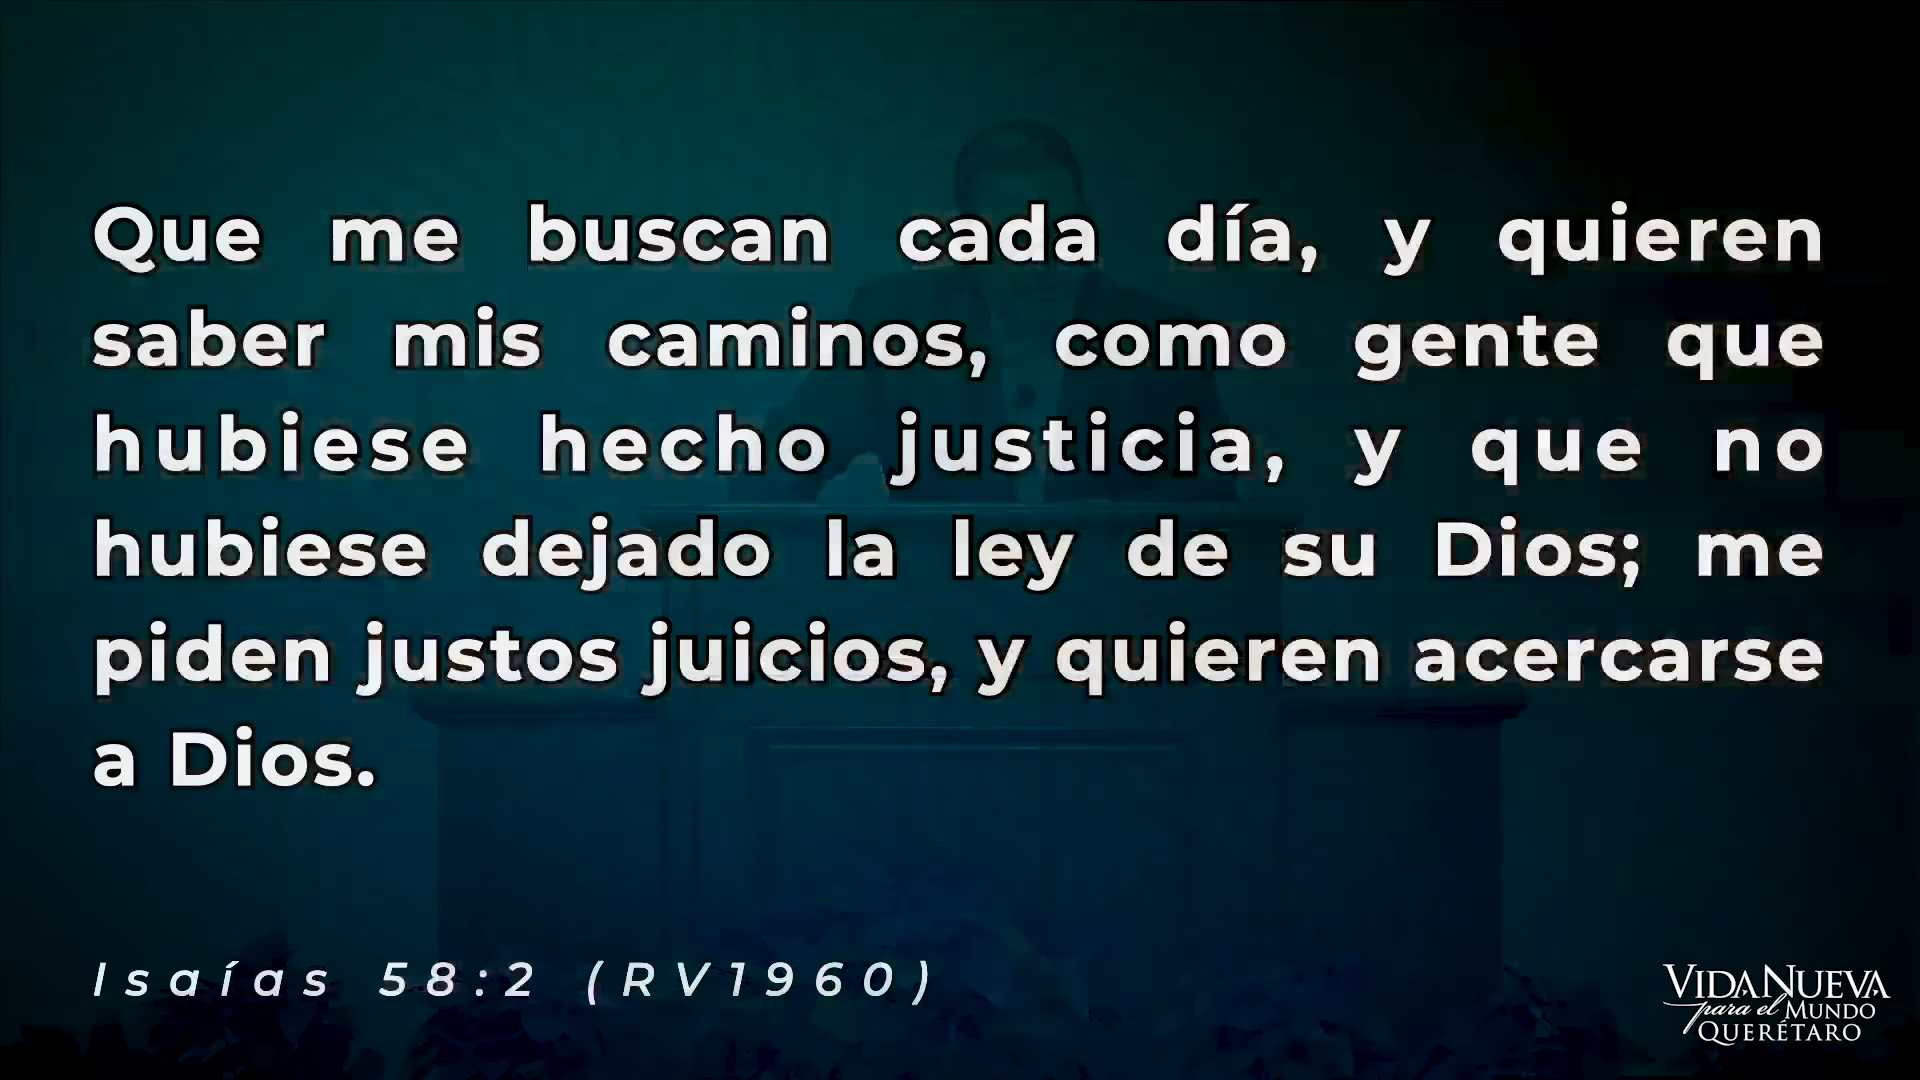 Que me buscan cada día, y quieren
saber mis caminos, como gente que
hubiese hecho justicia, y que no
hubiese dejado la ley de su Dios; me
piden justos juicios, y quieren acercarse
a Dios.
Isaías 58:2 (RV1960)
VIDA NUEVA
para el MUNDO
QUERÉTARO